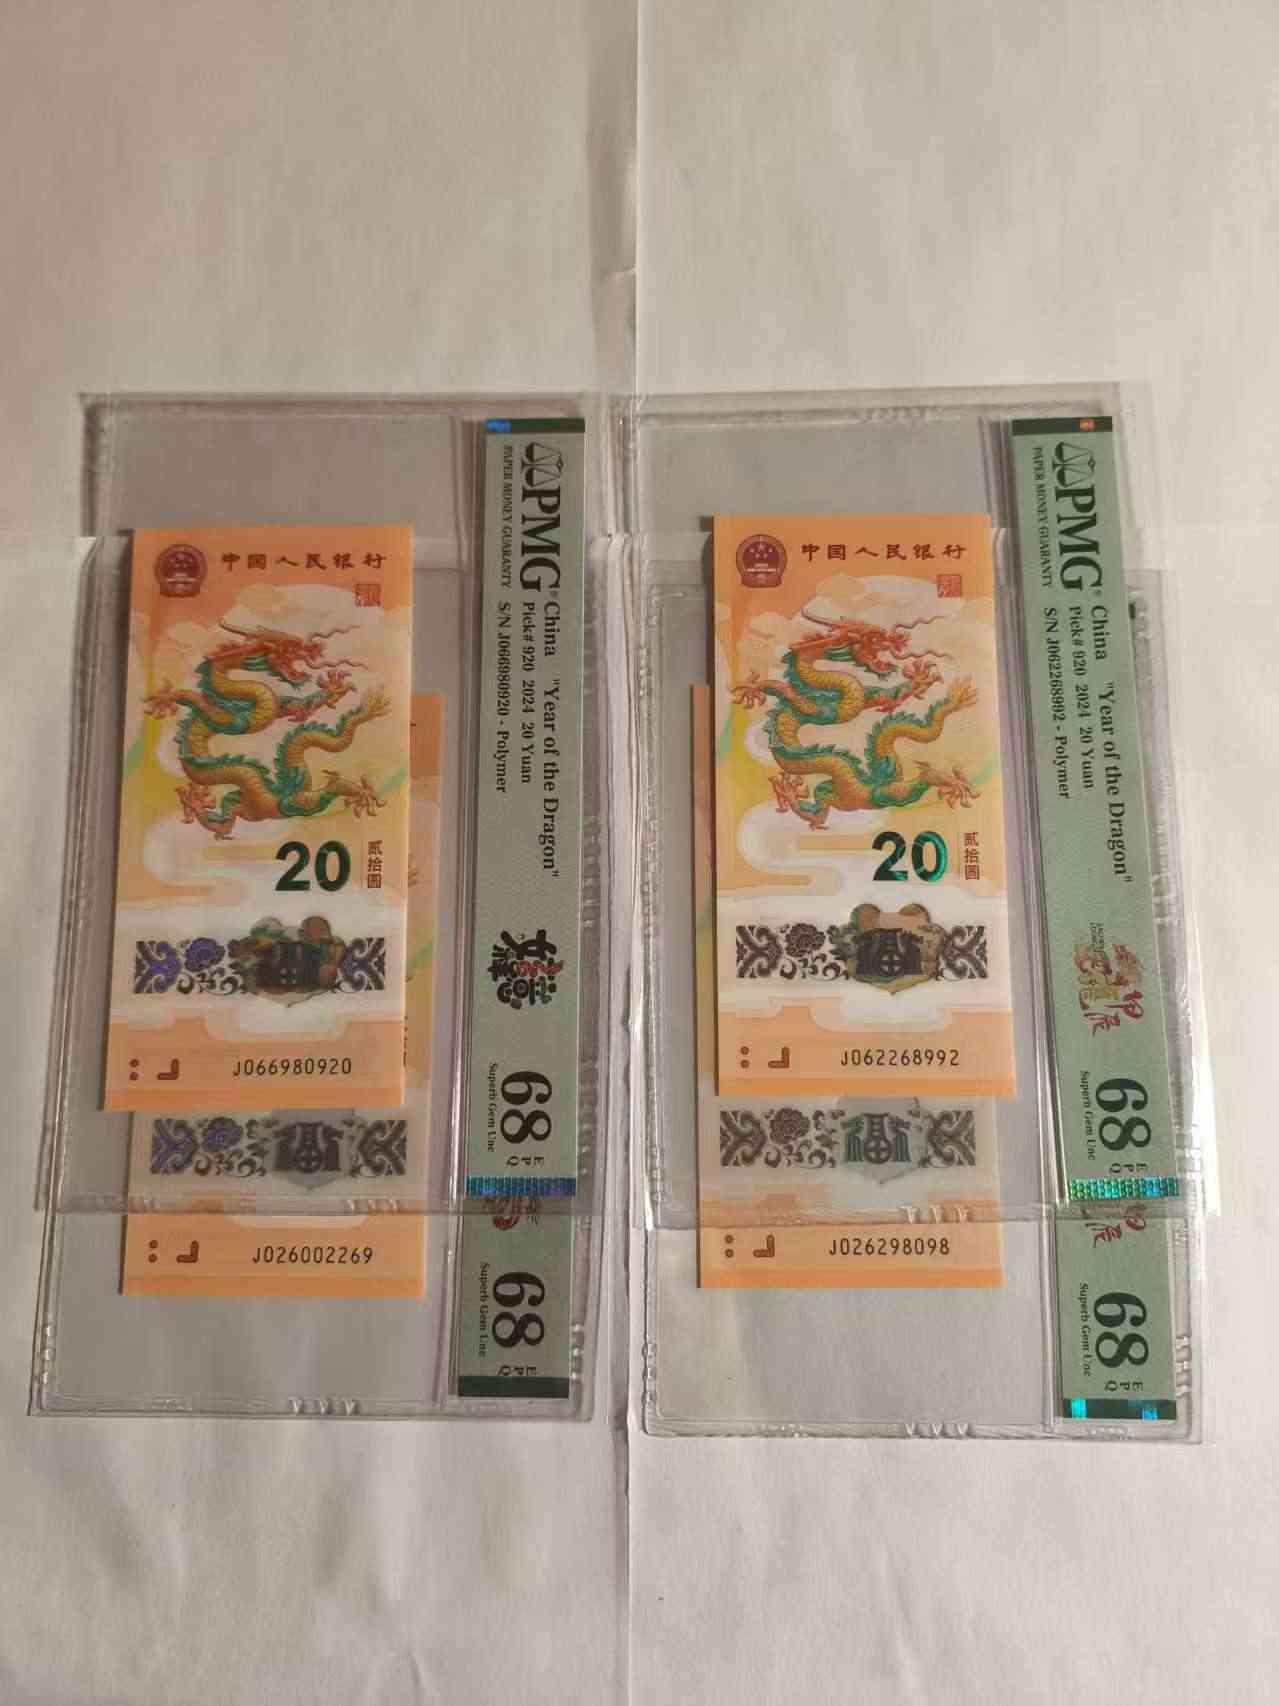 中国人民银行
龍
20
贰拾圆
J066980920
PMG®
PAPER MONEY GUARANTY
China "Year of the Dragon"
Pick# 920 2024 20 Yuan
S/N J066980920 - Polymer
68 EPQ
Superb Gem Unc
J026002269
68 EPQ
Superb Gem Unc
中国人民银行
龍
20
贰拾圆
J062268992
PMG®
PAPER MONEY GUARANTY
China "Year of the Dragon"
Pick# 920 2024 20 Yuan
S/N J062268992 - Polymer
68 EPQ
Superb Gem Unc
J026298098
68 EPQ
Superb Gem Unc